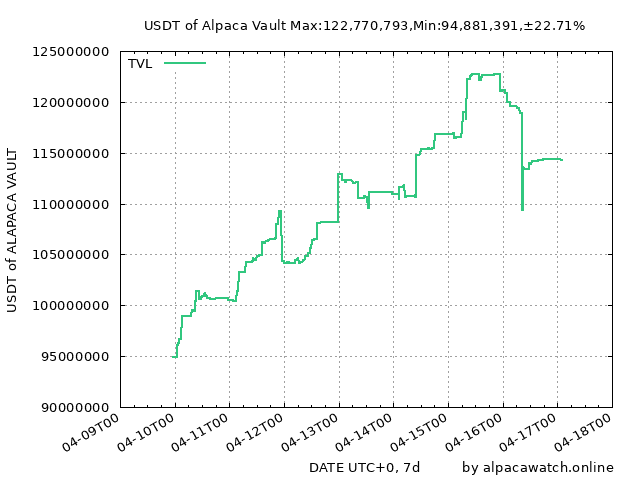 USDT of Alpaca Vault Max:122,770,793,Min:94,881,391,±22.71%
TVL
125000000
120000000
115000000
110000000
105000000
100000000
95000000
90000000
USDT of ALAPACA VAULT
04-09T00
04-10T00
04-11T00
04-12T00
04-13T00
04-14T00
04-15T00
04-16T00
04-17T00
04-18T00
DATE UTC+0, 7d
by alpacawatch.online